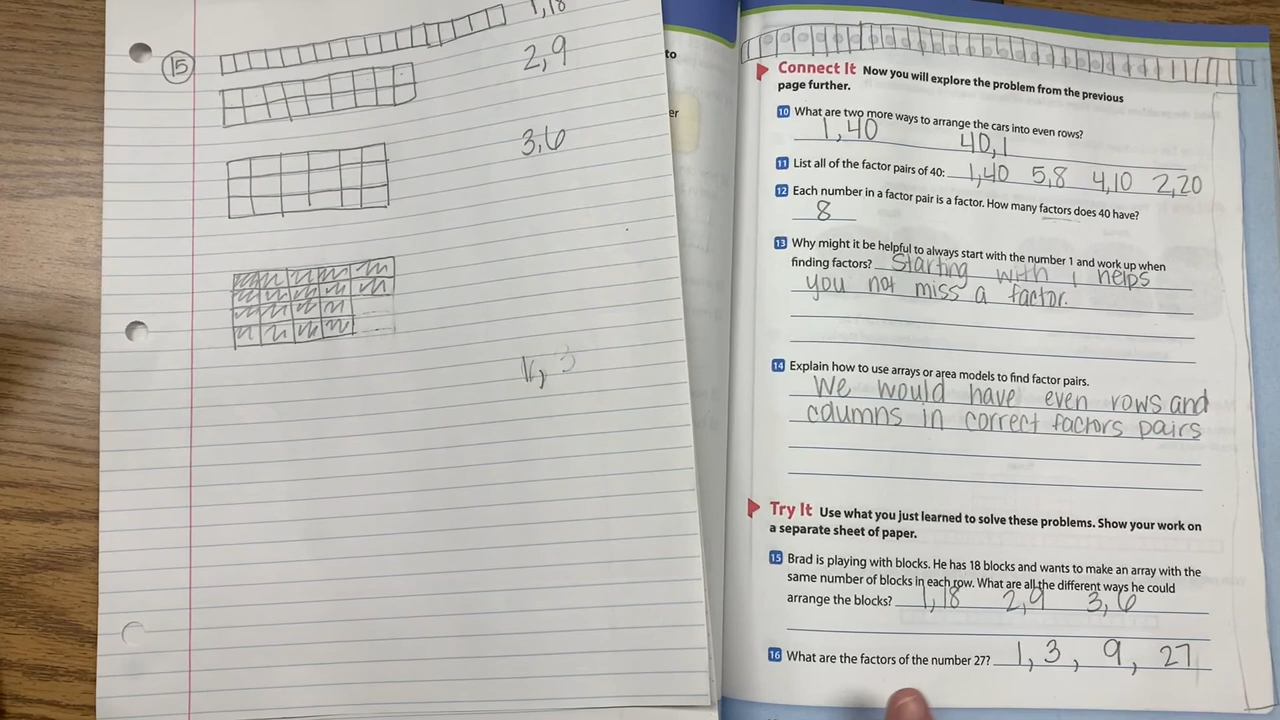 15
1,18
2,9
3,6
to
er
Connect It Now you will explore the problem from the previous
page further.
10 What are two more ways to arrange the cars into even rows?
1,40 40,1
11 List all of the factor pairs of 40: 1,40 5,8 4,10 2,20
12 Each number in a factor pair is a factor. How many factors does 40 have?
8
13 Why might it be helpful to always start with the number 1 and work up when
finding factors? Starting with 1 helps
you not miss a factor.
14 Explain how to use arrays or area models to find factor pairs.
We would have even rows and
columns in correct factors pairs
Try It Use what you just learned to solve these problems. Show your work on
a separate sheet of paper.
15 Brad is playing with blocks. He has 18 blocks and wants to make an array with the
same number of blocks in each row. What are all the different ways he could
arrange the blocks? 1,18 2,9 3,6
16 What are the factors of the number 27? 1, 3, 9, 27